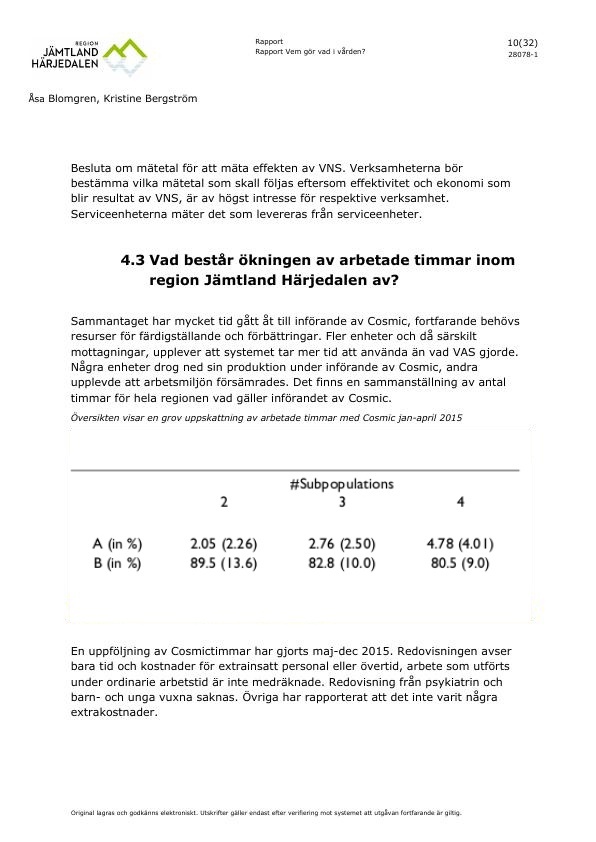 REGION
JÄMTLAND
HÄRJEDALEN
Rapport
Rapport Vem gör vad i vården?
10(32)
28078-1
Åsa Blomgren, Kristine Bergström
Besluta om mätetal för att mäta effekten av VNS. Verksamheterna bör
bestämma vilka mätetal som skall följas eftersom effektivitet och ekonomi som
blir resultat av VNS, är av högst intresse för respektive verksamhet.
Serviceenheterna mäter det som levereras från serviceenheter.
4.3 Vad består ökningen av arbetade timmar inom
region Jämtland Härjedalen av?
Sammantaget har mycket tid gått åt till införande av Cosmic, fortfarande behövs
resurser för färdigställande och förbättringar. Fler enheter och då särskilt
mottagningar, upplever att systemet tar mer tid att använda än vad VAS gjorde.
Några enheter drog ned sin produktion under införande av Cosmic, andra
upplevde att arbetsmiljön försämrades. Det finns en sammanställning av antal
timmar för hela regionen vad gäller införandet av Cosmic.
Översikten visar en grov uppskattning av arbetade timmar med Cosmic jan-april 2015
#Subpopulations
2 3 4
A (in %) 2.05 (2.26) 2.76 (2.50) 4.78 (4.01)
B (in %) 89.5 (13.6) 82.8 (10.0) 80.5 (9.0)
En uppföljning av Cosmictimmar har gjorts maj-dec 2015. Redovisningen avser
bara tid och kostnader för extrainsatt personal eller övertid, arbete som utförts
under ordinarie arbetstid är inte medräknade. Redovisning från psykiatrin och
barn- och unga vuxna saknas. Övriga har rapporterat att det inte varit några
extrakostnader.
Original lagras och godkänns elektroniskt. Utskrifter gäller endast efter verifiering mot systemet att utgåvan fortfarande är giltig.